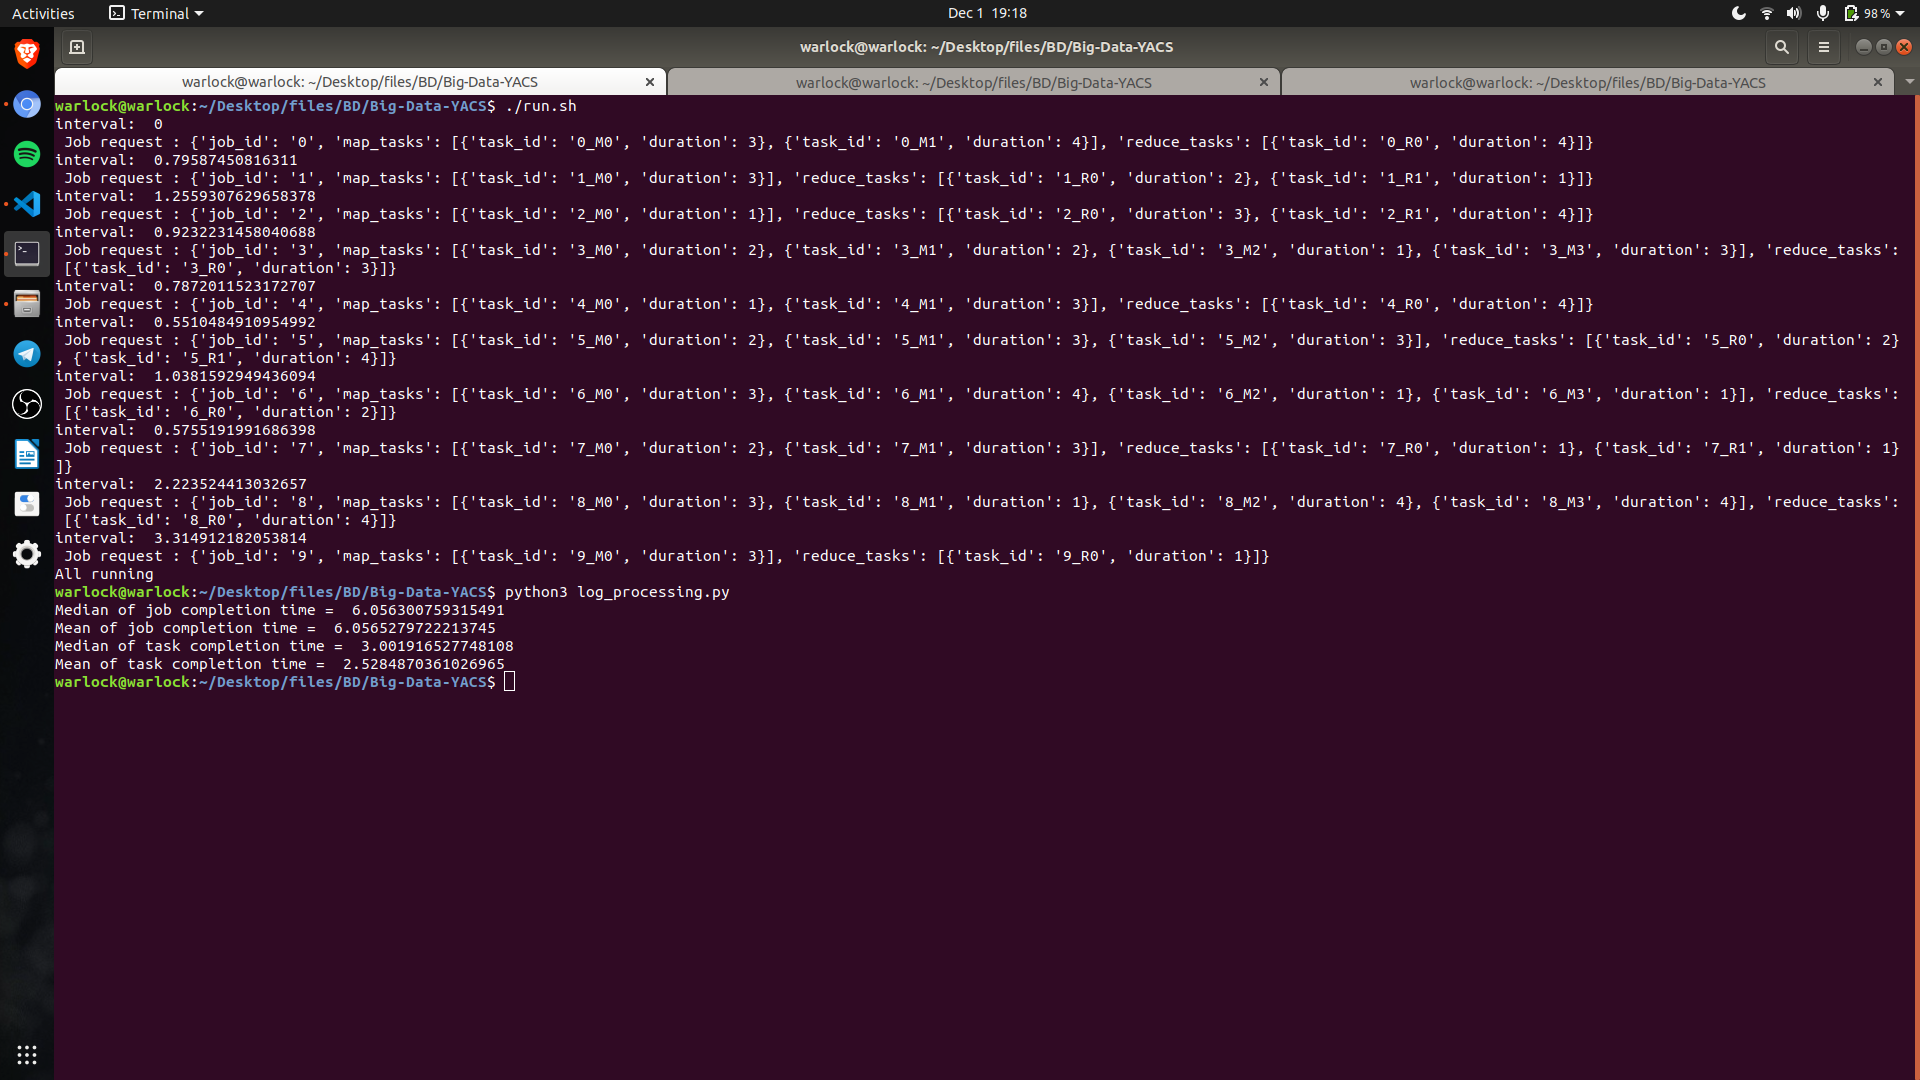 Activities
Terminal
Dec 1 19:18
98 %
warlock@warlock: ~/Desktop/files/BD/Big-Data-YACS
warlock@warlock: ~/Desktop/files/BD/Big-Data-YACS
warlock@warlock: ~/Desktop/files/BD/Big-Data-YACS
warlock@warlock: ~/Desktop/files/BD/Big-Data-YACS
warlock@warlock:~/Desktop/files/BD/Big-Data-YACS$ ./run.sh
interval:  0
 Job request : {'job_id': '0', 'map_tasks': [{'task_id': '0_M0', 'duration': 3}, {'task_id': '0_M1', 'duration': 4}], 'reduce_tasks': [{'task_id': '0_R0', 'duration': 4}]}
interval:  0.79587450816311
 Job request : {'job_id': '1', 'map_tasks': [{'task_id': '1_M0', 'duration': 3}], 'reduce_tasks': [{'task_id': '1_R0', 'duration': 2}, {'task_id': '1_R1', 'duration': 1}]}
interval:  1.2559307629658378
 Job request : {'job_id': '2', 'map_tasks': [{'task_id': '2_M0', 'duration': 1}], 'reduce_tasks': [{'task_id': '2_R0', 'duration': 3}, {'task_id': '2_R1', 'duration': 4}]}
interval:  0.9232231458040688
 Job request : {'job_id': '3', 'map_tasks': [{'task_id': '3_M0', 'duration': 2}, {'task_id': '3_M1', 'duration': 2}, {'task_id': '3_M2', 'duration': 1}, {'task_id': '3_M3', 'duration': 3}], 'reduce_tasks':
 [{'task_id': '3_R0', 'duration': 3}]}
interval:  0.7872011523172707
 Job request : {'job_id': '4', 'map_tasks': [{'task_id': '4_M0', 'duration': 1}, {'task_id': '4_M1', 'duration': 3}], 'reduce_tasks': [{'task_id': '4_R0', 'duration': 4}]}
interval:  0.5510484910954992
 Job request : {'job_id': '5', 'map_tasks': [{'task_id': '5_M0', 'duration': 2}, {'task_id': '5_M1', 'duration': 3}, {'task_id': '5_M2', 'duration': 3}], 'reduce_tasks': [{'task_id': '5_R0', 'duration': 2}
, {'task_id': '5_R1', 'duration': 4}]}
interval:  1.0381592949436094
 Job request : {'job_id': '6', 'map_tasks': [{'task_id': '6_M0', 'duration': 3}, {'task_id': '6_M1', 'duration': 4}, {'task_id': '6_M2', 'duration': 1}, {'task_id': '6_M3', 'duration': 1}], 'reduce_tasks':
 [{'task_id': '6_R0', 'duration': 2}]}
interval:  0.5755191991686398
 Job request : {'job_id': '7', 'map_tasks': [{'task_id': '7_M0', 'duration': 2}, {'task_id': '7_M1', 'duration': 3}], 'reduce_tasks': [{'task_id': '7_R0', 'duration': 1}, {'task_id': '7_R1', 'duration': 1}
]}
interval:  2.223524413032657
 Job request : {'job_id': '8', 'map_tasks': [{'task_id': '8_M0', 'duration': 3}, {'task_id': '8_M1', 'duration': 1}, {'task_id': '8_M2', 'duration': 4}, {'task_id': '8_M3', 'duration': 4}], 'reduce_tasks':
 [{'task_id': '8_R0', 'duration': 4}]}
interval:  3.314912182053814
 Job request : {'job_id': '9', 'map_tasks': [{'task_id': '9_M0', 'duration': 3}], 'reduce_tasks': [{'task_id': '9_R0', 'duration': 1}]}
All running
warlock@warlock:~/Desktop/files/BD/Big-Data-YACS$ python3 log_processing.py
Median of job completion time =  6.056300759315491
Mean of job completion time =  6.0565279722213745
Median of task completion time =  3.001916527748108
Mean of task completion time =  2.5284870361026965
warlock@warlock:~/Desktop/files/BD/Big-Data-YACS$